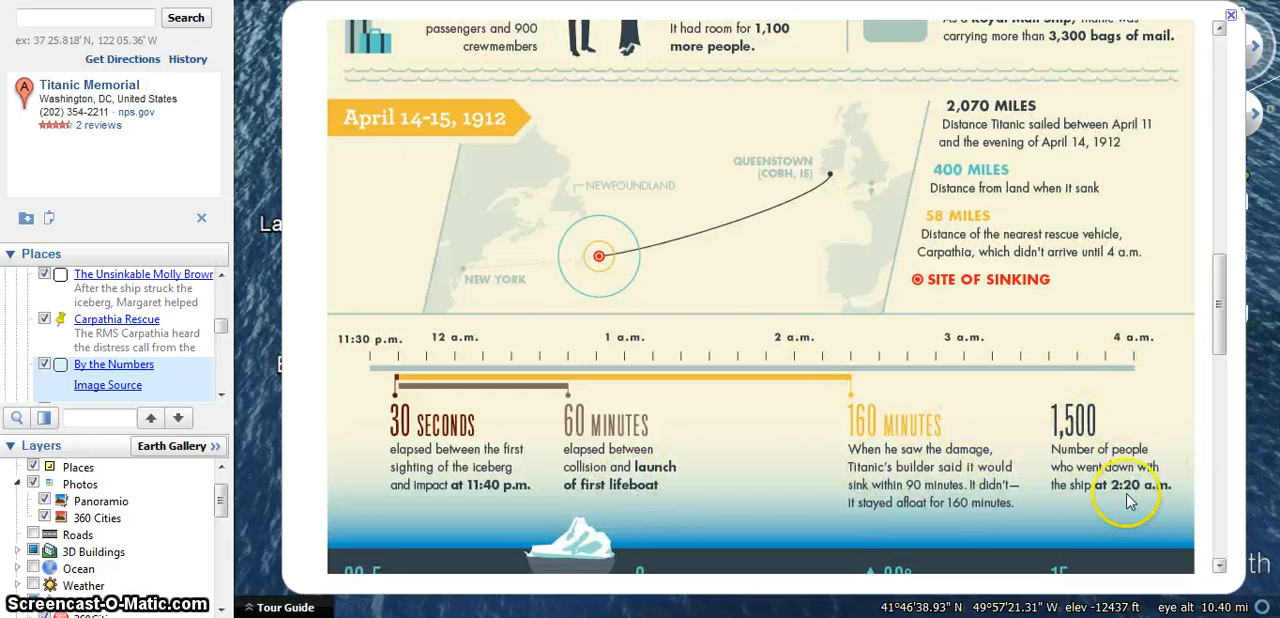 Search
ex: 37 25.818' N, 122 05.36' W
Get Directions History
A
Titanic Memorial
Washington, DC, United States
(202) 354-2211 - nps.gov
2 reviews
Places
The Unsinkable Molly Brown
After the ship struck the
iceberg, Margaret helped
Carpathia Rescue
The RMS Carpathia heard
the distress call from the
By the Numbers
Image Source
Layers
Earth Gallery >>
Places
Photos
Panoramio
360 Cities
Roads
3D Buildings
Ocean
Weather
Screencast-O-Matic.com
La
passengers and 900
crewmembers
It had room for 1,100
more people.
As a Royal Mail Ship, Titanic was
carrying more than 3,300 bags of mail.
April 14-15, 1912
QUEENSTOWN
(COBH, IE)
NEWFOUNDLAND
NEW YORK
2,070 MILES
Distance Titanic sailed between April 11
and the evening of April 14, 1912
400 MILES
Distance from land when it sank
58 MILES
Distance of the nearest rescue vehicle,
Carpathia, which didn't arrive until 4 a.m.
SITE OF SINKING
11:30 p.m. 12 a.m. 1 a.m. 2 a.m. 3 a.m. 4 a.m.
30 SECONDS
elapsed between the first
sighting of the iceberg
and impact at 11:40 p.m.
60 MINUTES
elapsed between
collision and launch
of first lifeboat
160 MINUTES
When he saw the damage,
Titanic's builder said it would
sink within 90 minutes. It didn't—
it stayed afloat for 160 minutes.
1,500
Number of people
who went down with
the ship at 2:20 a.m.
th
Tour Guide
41°46'38.93" N 49°57'21.31" W elev -12437 ft eye alt 10.40 mi